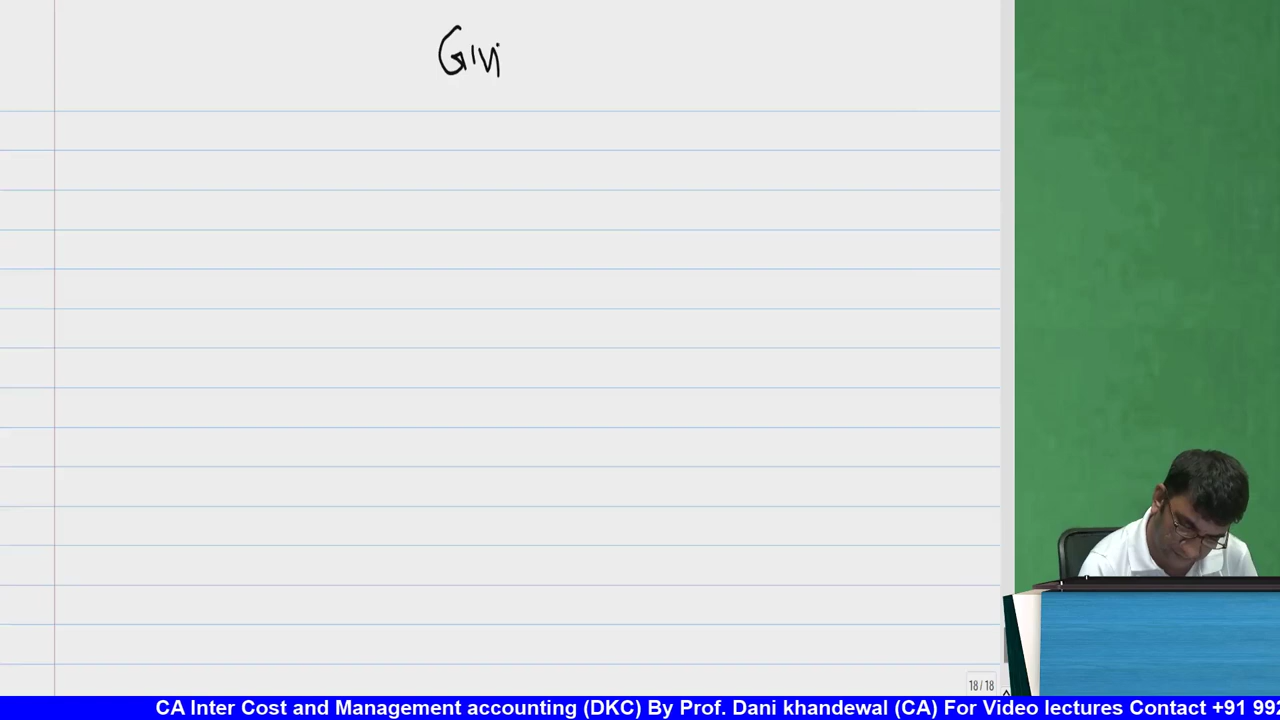 Givi
18/18
CA Inter Cost and Management accounting (DKC) By Prof. Dani khandewal (CA) For Video lectures Contact +91 992